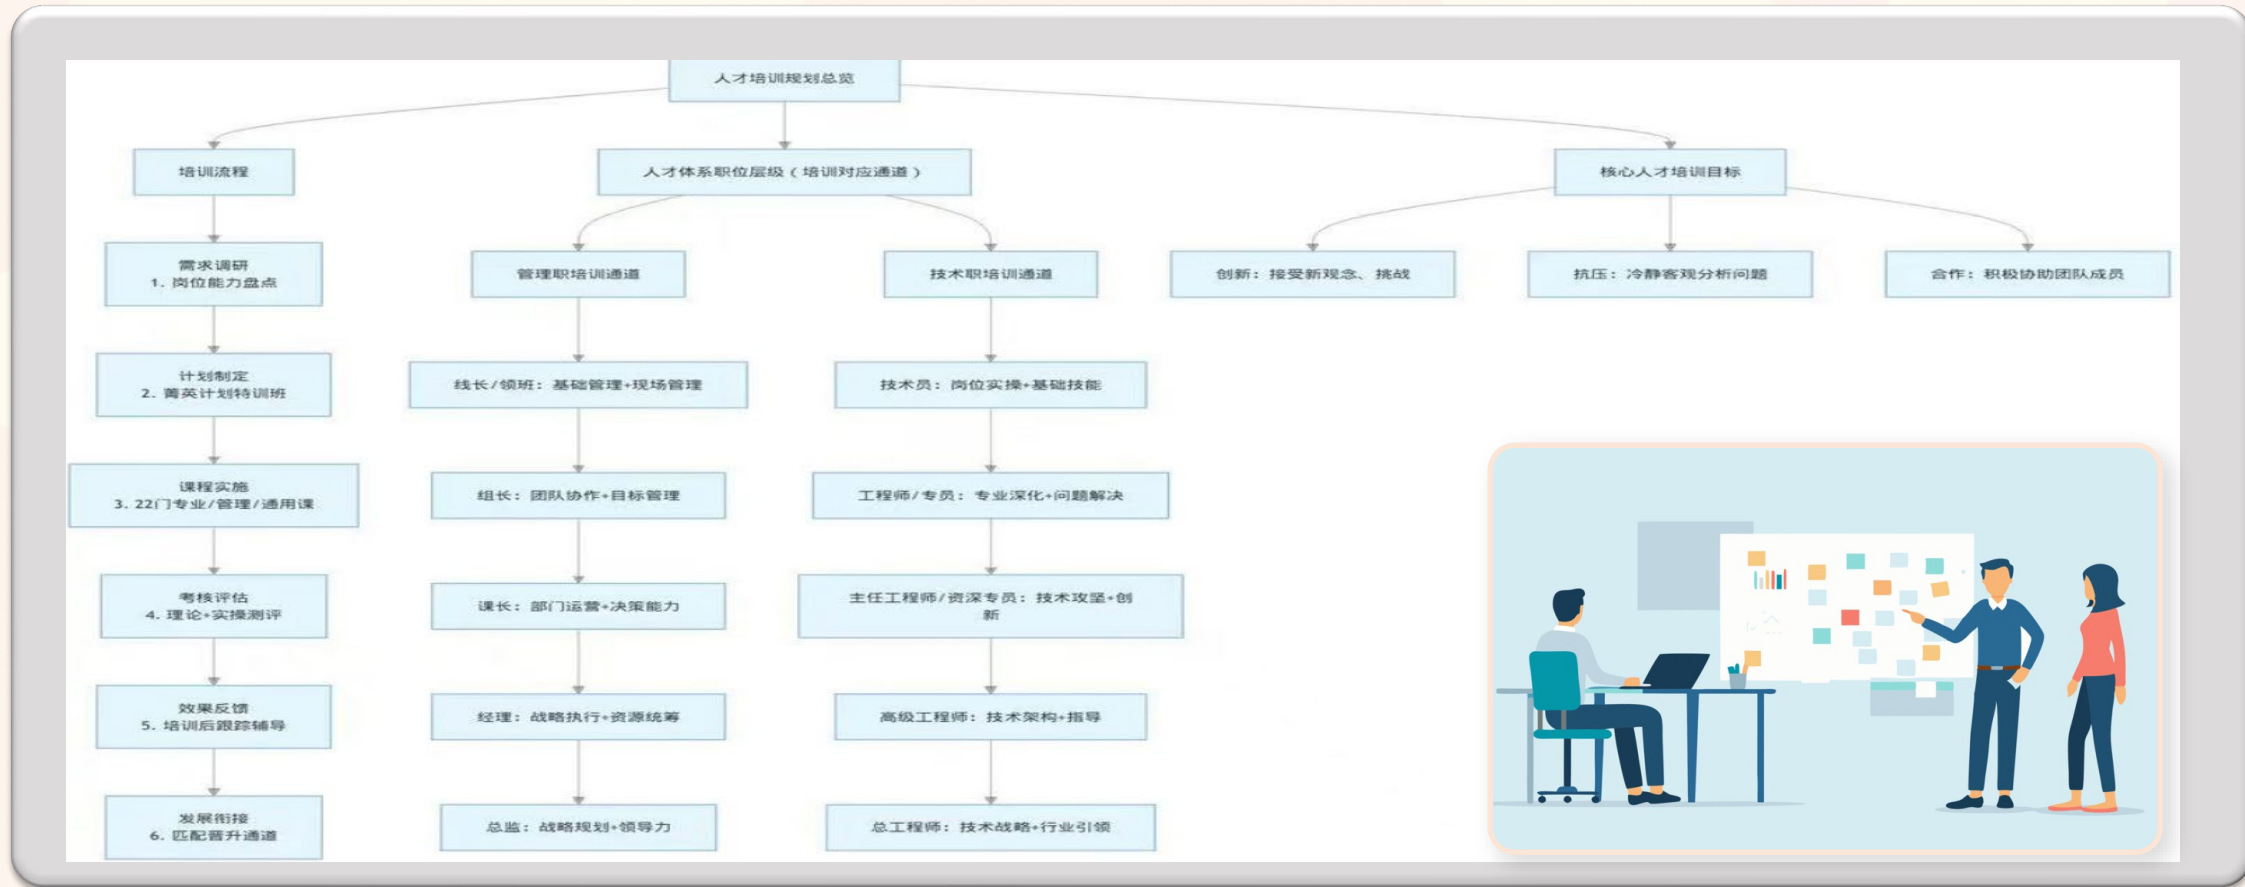 人才培训规划总览
培训流程
人才体系职位层级（培训对应通道）
核心人才培训目标
需求调研
1. 岗位能力盘点
管理职培训通道
技术职培训通道
创新：接受新观念、挑战
抗压：冷静客观分析问题
合作：积极协助团队成员
计划制定
2. 菁英计划特训班
线长/领班：基础管理+现场管理
技术员：岗位实操+基础技能
课程实施
3. 22门专业/管理/通用课
组长：团队协作+目标管理
工程师/专员：专业深化+问题解决
考核评估
4. 理论+实操测评
课长：部门运营+决策能力
主任工程师/资深专员：技术攻坚+创
新
效果反馈
5. 培训后跟踪辅导
经理：战略执行+资源统筹
高级工程师：技术架构+指导
发展衔接
6. 匹配晋升通道
总监：战略规划+领导力
总工程师：技术战略+行业引领